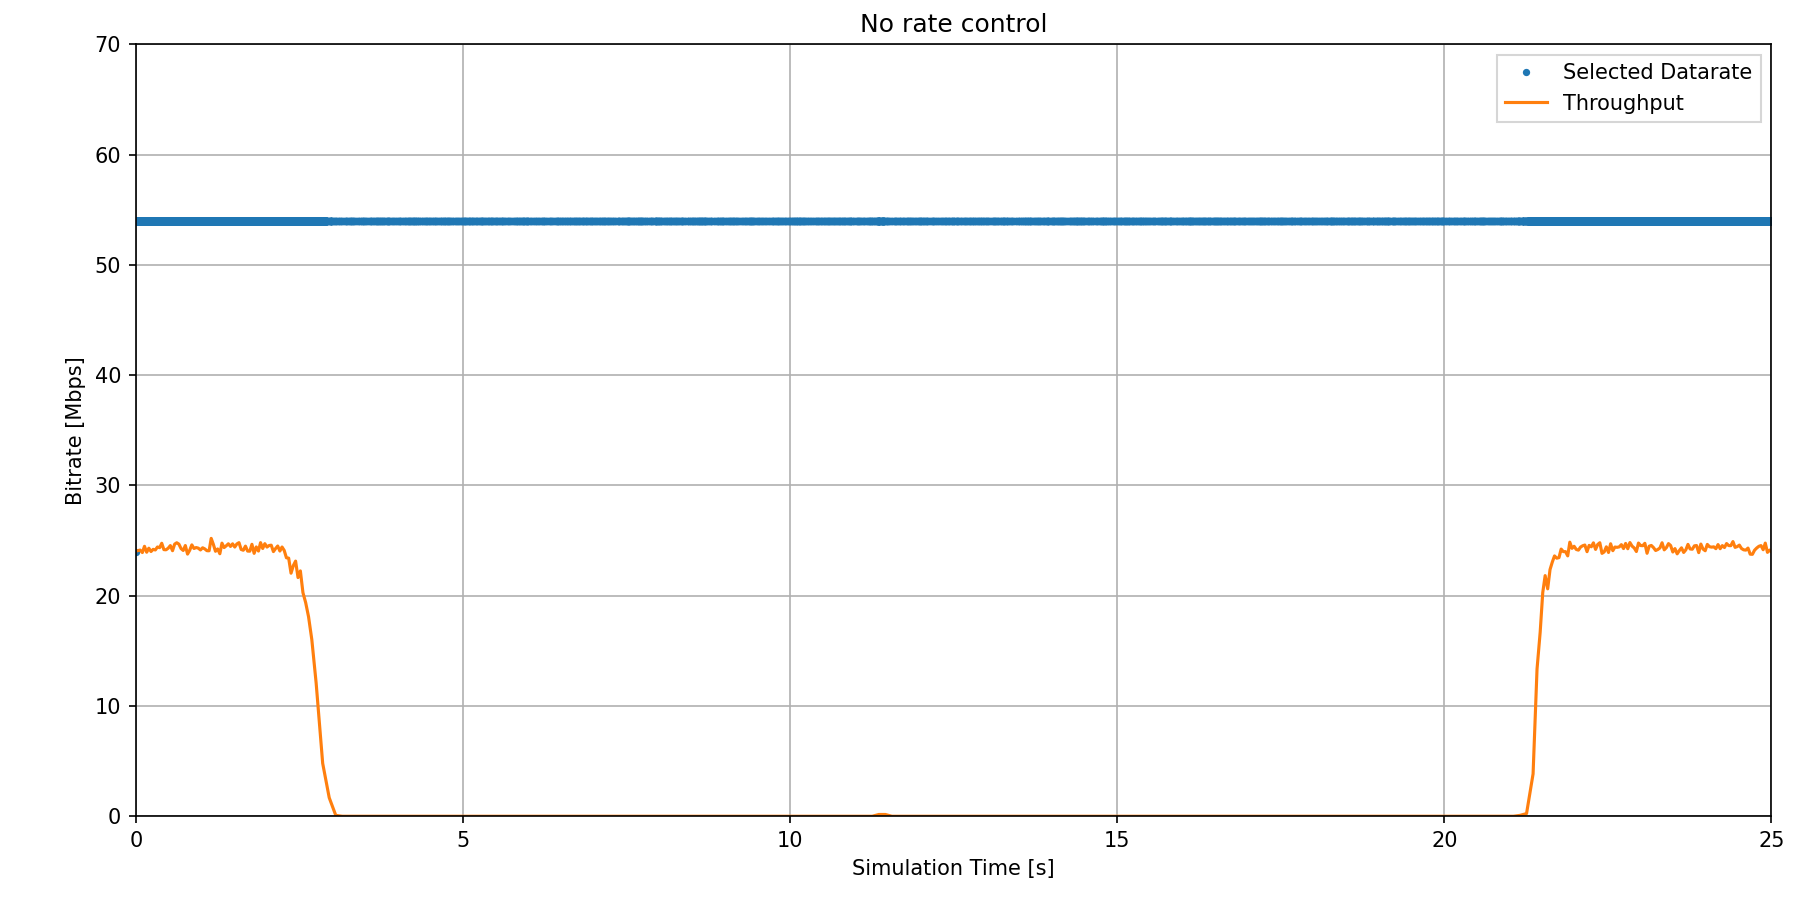 No rate control
Selected Datarate
Throughput
Bitrate [Mbps]
70
60
50
40
30
20
10
0
0 5 10 15 20 25
Simulation Time [s]